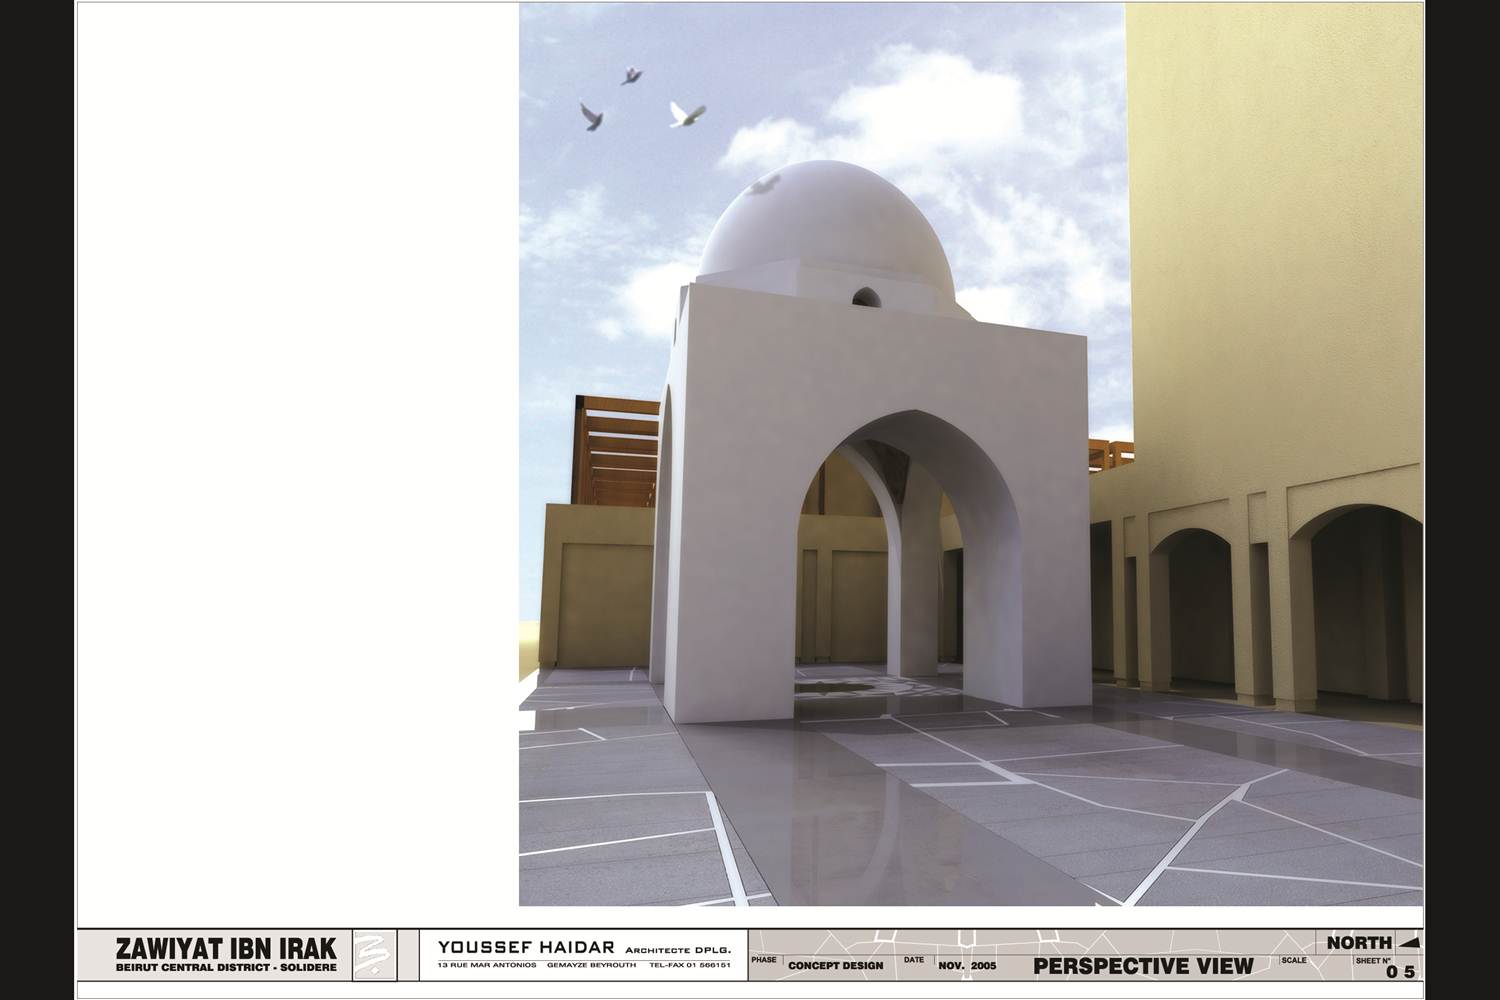 ZAWIYAT IBN IRAK
BEIRUT CENTRAL DISTRICT - SOLIDERE
YOUSSEF HAIDAR ARCHITECTE DPLG.
13 RUE MAR ANTONIOS GEMAYZE BEYROUTH TEL-FAX 01 566151
PHASE CONCEPT DESIGN
DATE NOV. 2005
PERSPECTIVE VIEW
SCALE
NORTH
SHEET N°
0 5